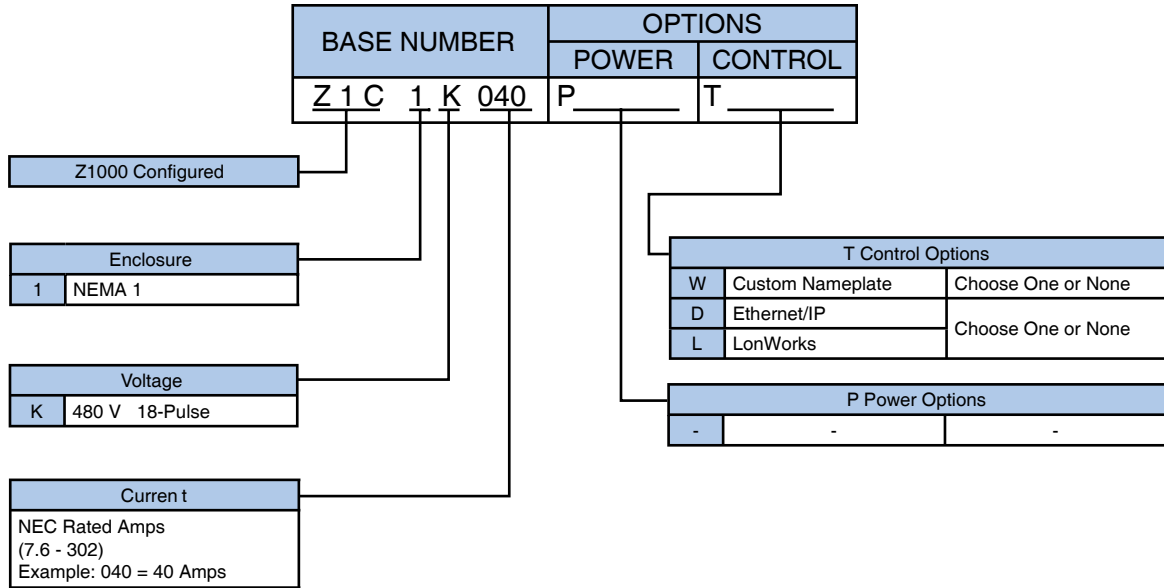 BASE NUMBER
OPTIONS
POWER
CONTROL
Z 1 C 1 K 040
P
T
Z1000 Configured
Enclosure
1 NEMA 1
Voltage
K 480 V 18-Pulse
Curren t
NEC Rated Amps
(7.6 - 302)
Example: 040 = 40 Amps
T Control Options
W Custom Nameplate Choose One or None
D Ethernet/IP Choose One or None
L LonWorks
P Power Options
- - -